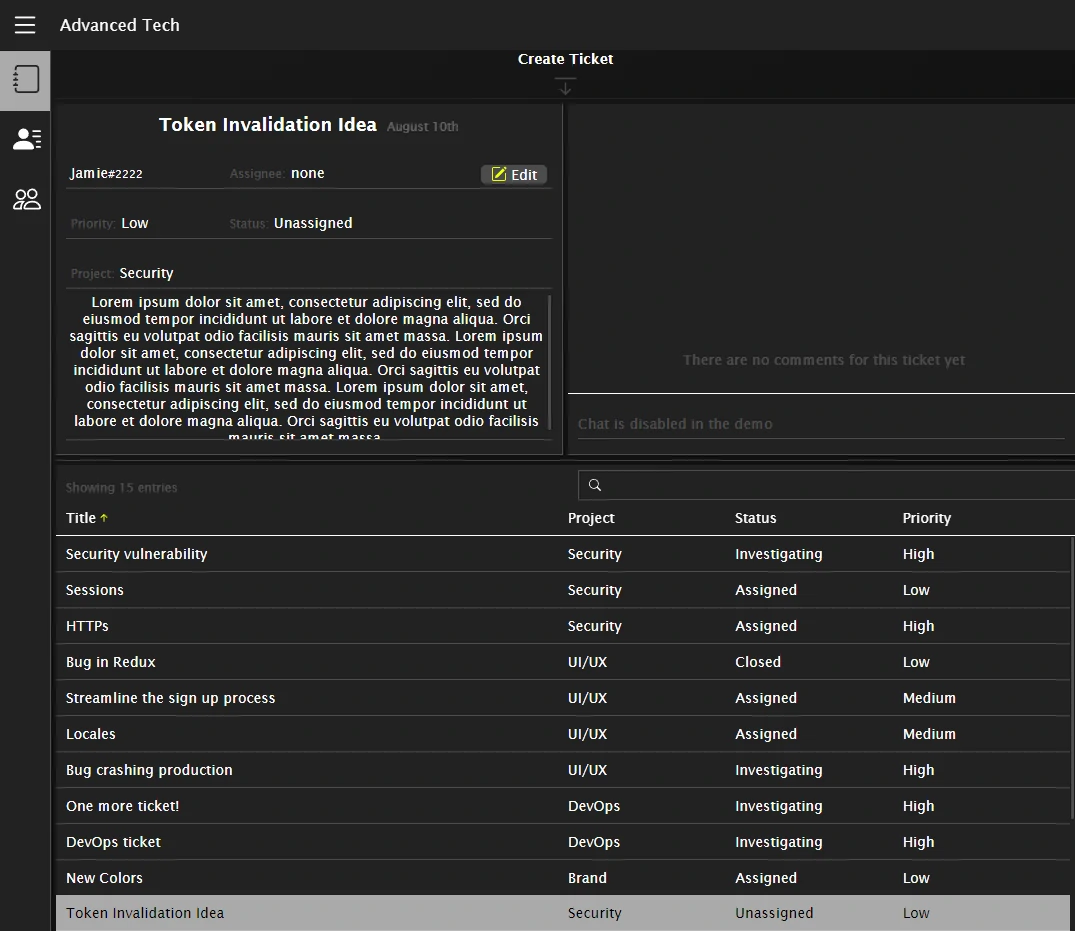 Advanced Tech
Create Ticket
Token Invalidation Idea August 10th
Jamie#2222 Assignee: none Edit
Priority: Low Status: Unassigned
Project: Security
Lorem ipsum dolor sit amet, consectetur adipiscing elit, sed do
eiusmod tempor incididunt ut labore et dolore magna aliqua. Orci
sagittis eu volutpat odio facilisis mauris sit amet massa. Lorem ipsum
dolor sit amet, consectetur adipiscing elit, sed do eiusmod tempor
incididunt ut labore et dolore magna aliqua. Orci sagittis eu volutpat
odio facilisis mauris sit amet massa. Lorem ipsum dolor sit amet,
consectetur adipiscing elit, sed do eiusmod tempor incididunt ut
labore et dolore magna aliqua. Orci sagittis eu volutpat odio facilisis
mauris sit amet massa.
There are no comments for this ticket yet
Chat is disabled in the demo
Showing 15 entries
Title Project Status Priority
Security vulnerability Security Investigating High
Sessions Security Assigned Low
HTTPs Security Assigned High
Bug in Redux UI/UX Closed Low
Streamline the sign up process UI/UX Assigned Medium
Locales UI/UX Assigned Medium
Bug crashing production UI/UX Investigating High
One more ticket! DevOps Investigating High
DevOps ticket DevOps Investigating High
New Colors Brand Assigned Low
Token Invalidation Idea Security Unassigned Low